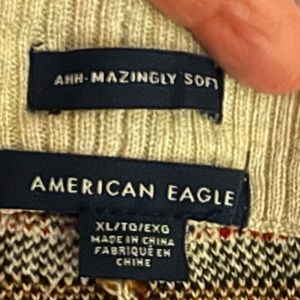 AHH-MAZINGLY SOFT
AMERICAN EAGLE
XL/TG/EXG
MADE IN CHINA
FABRIQUÉ EN
CHINE